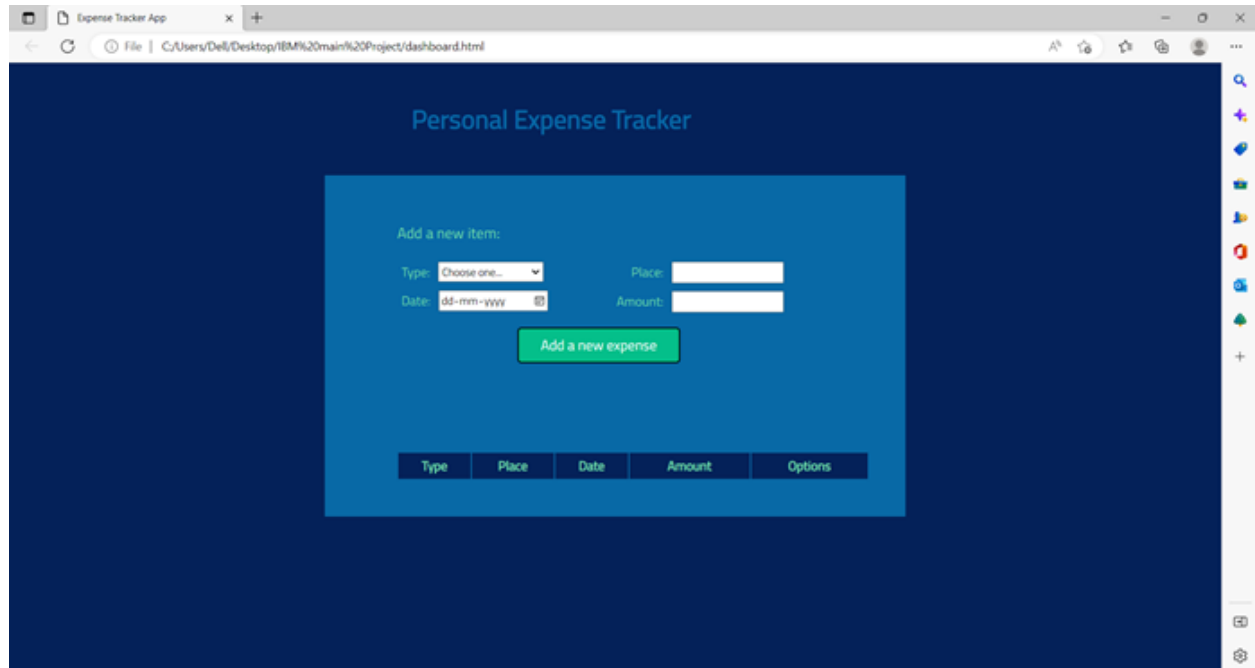 Expense Tracker App
File | C:/Users/Dell/Desktop/IBM%20main%20Project/dashboard.html
Personal Expense Tracker
Add a new item:
Type: Choose one... Place:
Date: dd-mm-yyyy Amount:
Add a new expense
Type Place Date Amount Options